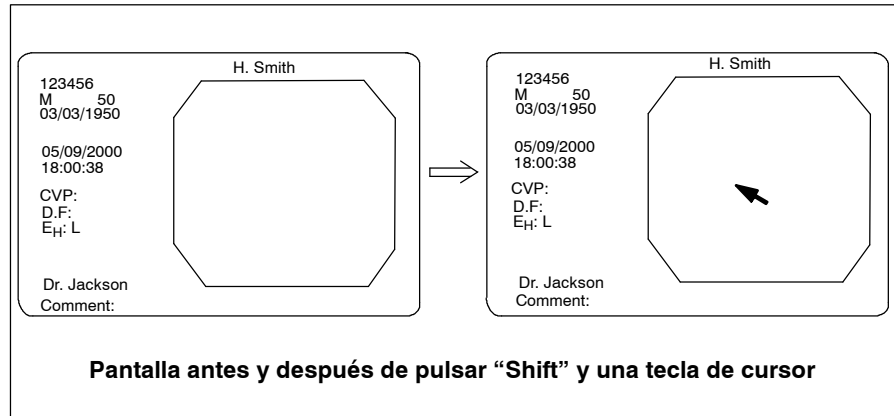 H. Smith
123456
M 50
03/03/1950
05/09/2000
18:00:38
CVP:
D.F:
EH: L
Dr. Jackson
Comment:
H. Smith
123456
M 50
03/03/1950
05/09/2000
18:00:38
CVP:
D.F:
EH: L
Dr. Jackson
Comment:
Pantalla antes y después de pulsar “Shift” y una tecla de cursor